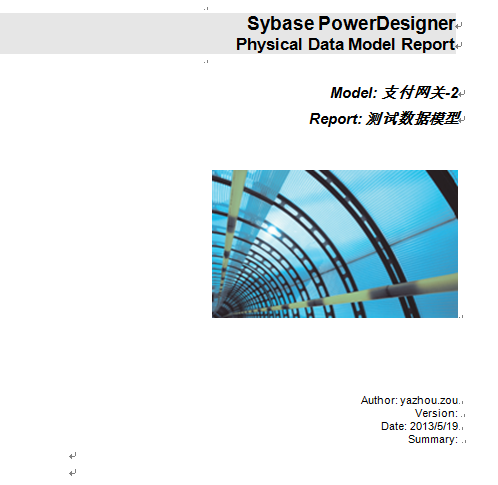 Sybase PowerDesigner
Physical Data Model Report
Model: 支付网关-2
Report: 测试数据模型
Author: yazhou.zou
Version:
Date: 2013/5/19
Summary: